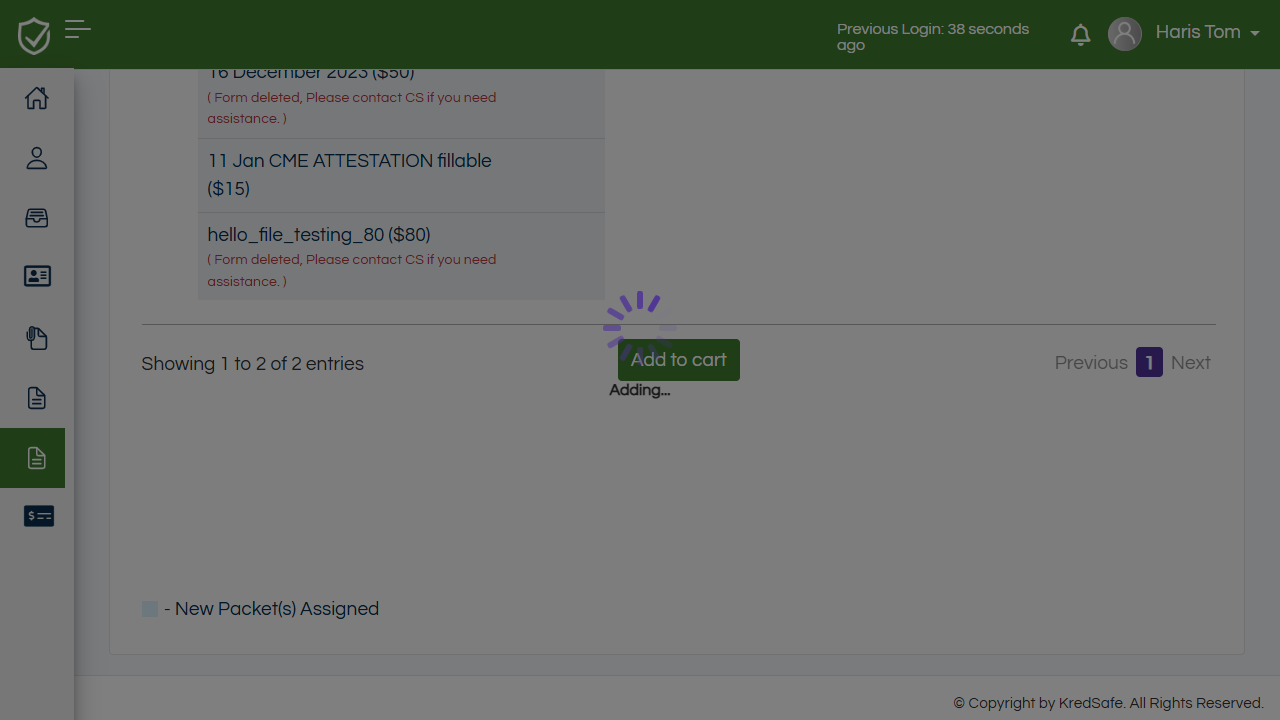 Previous Login: 38 seconds
ago
Haris Tom
16 December 2023 ($50)
( Form deleted, Please contact CS if you need
assistance. )
11 Jan CME ATTESTATION fillable
($15)
hello_file_testing_80 ($80)
( Form deleted, Please contact CS if you need
assistance. )
Showing 1 to 2 of 2 entries
Add to cart
Previous 1 Next
Adding...
- New Packet(s) Assigned
© Copyright by KredSafe. All Rights Reserved.